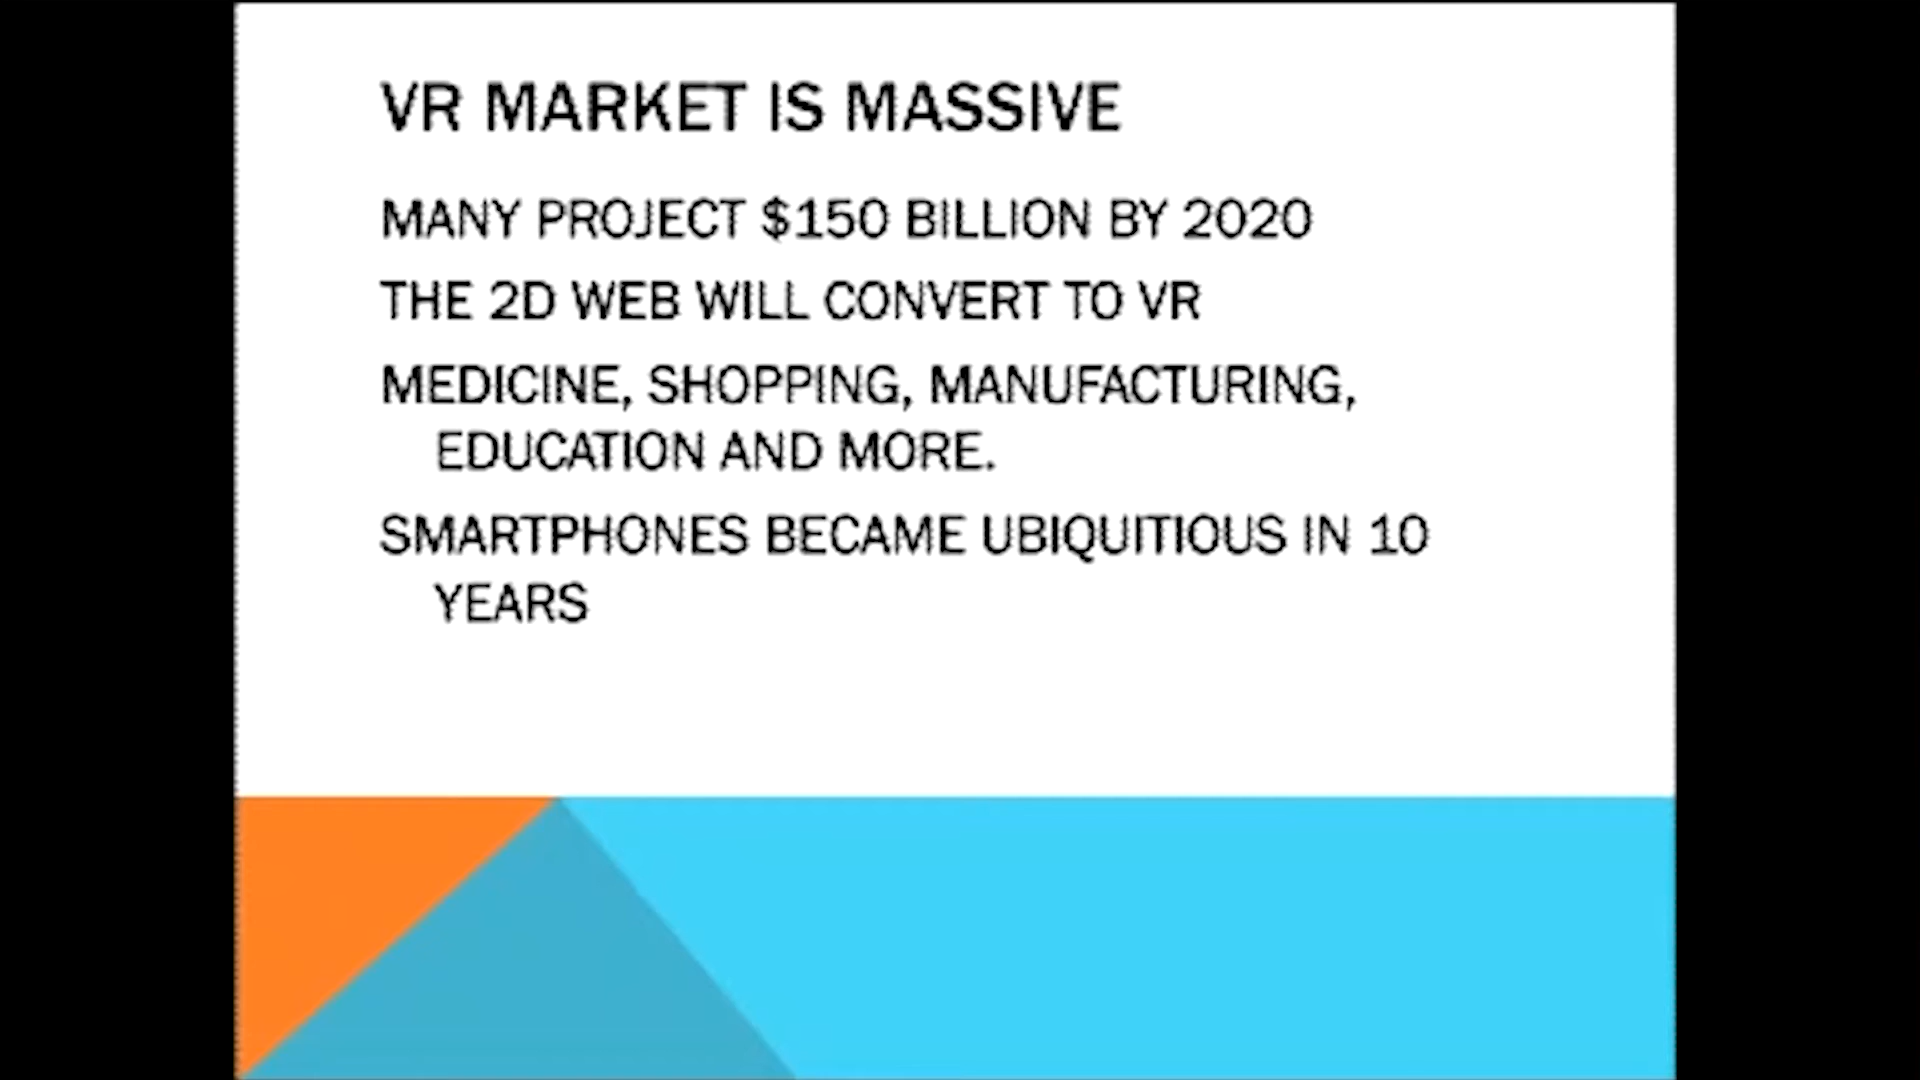 VR MARKET IS MASSIVE
MANY PROJECT $150 BILLION BY 2020
THE 2D WEB WILL CONVERT TO VR
MEDICINE, SHOPPING, MANUFACTURING,
EDUCATION AND MORE.
SMARTPHONES BECAME UBIQUITIOUS IN 10
YEARS